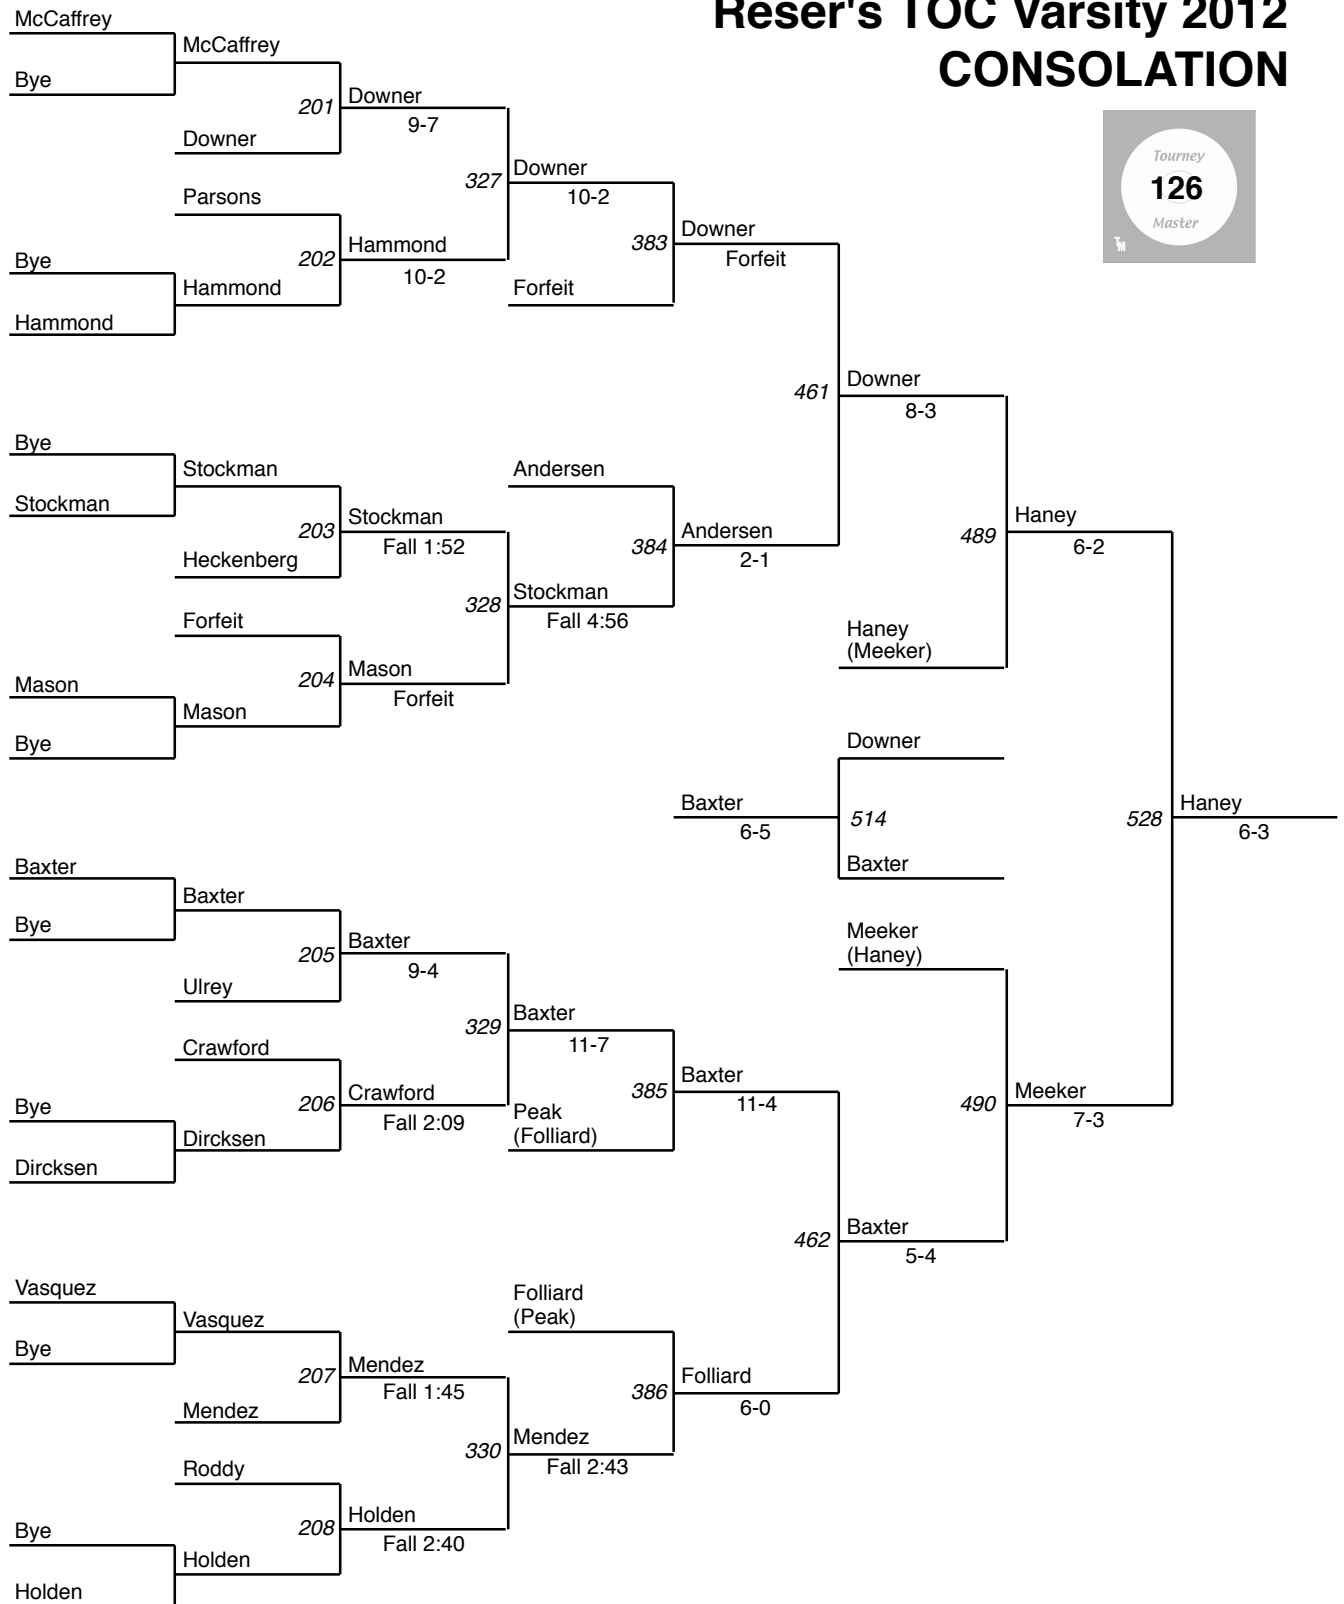 Reser's TOC Varsity 2012
CONSOLATION
Tourney
126
Master
TM
McCaffrey
Bye
McCaffrey
201
Downer
Downer
9-7
Parsons
Bye
Hammond
Hammond
202
Hammond
10-2
327
Downer
10-2
Forfeit
383
Downer
Forfeit
Bye
Stockman
Stockman
203
Heckenberg
Stockman
Fall 1:52
Forfeit
Mason
Bye
Mason
204
Mason
Forfeit
328
Stockman
Fall 4:56
Andersen
384
Andersen
2-1
461
Downer
8-3
Haney
(Meeker)
489
Haney
6-2
Downer
Baxter
6-5
514
Baxter
528
Haney
6-3
Baxter
Bye
Baxter
205
Ulrey
Baxter
9-4
Crawford
Bye
Dircksen
Dircksen
206
Crawford
Fall 2:09
329
Baxter
11-7
Peak
(Folliard)
385
Baxter
11-4
Meeker
(Haney)
490
Meeker
7-3
Vasquez
Bye
Vasquez
207
Mendez
Mendez
Fall 1:45
Roddy
Bye
Holden
Holden
208
Holden
Fall 2:40
330
Mendez
Fall 2:43
Folliard
(Peak)
386
Folliard
6-0
462
Baxter
5-4